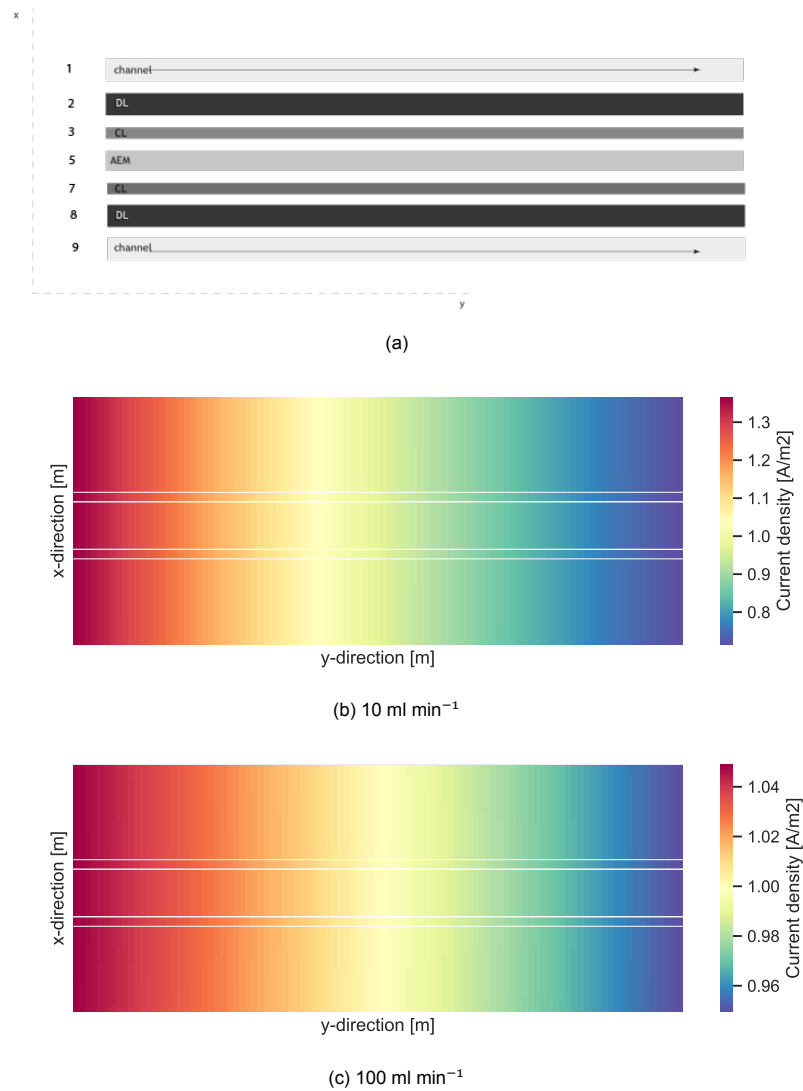 x
1 channel
2 DL
3 CL
5 AEM
7 CL
8 DL
9 channel
y
(a)
x-direction [m]
y-direction [m]
1.3
1.2
1.1
1.0
0.9
0.8
Current density [A/m2]
(b) 10 ml min⁻¹
x-direction [m]
y-direction [m]
1.04
1.02
1.00
0.98
0.96
Current density [A/m2]
(c) 100 ml min⁻¹